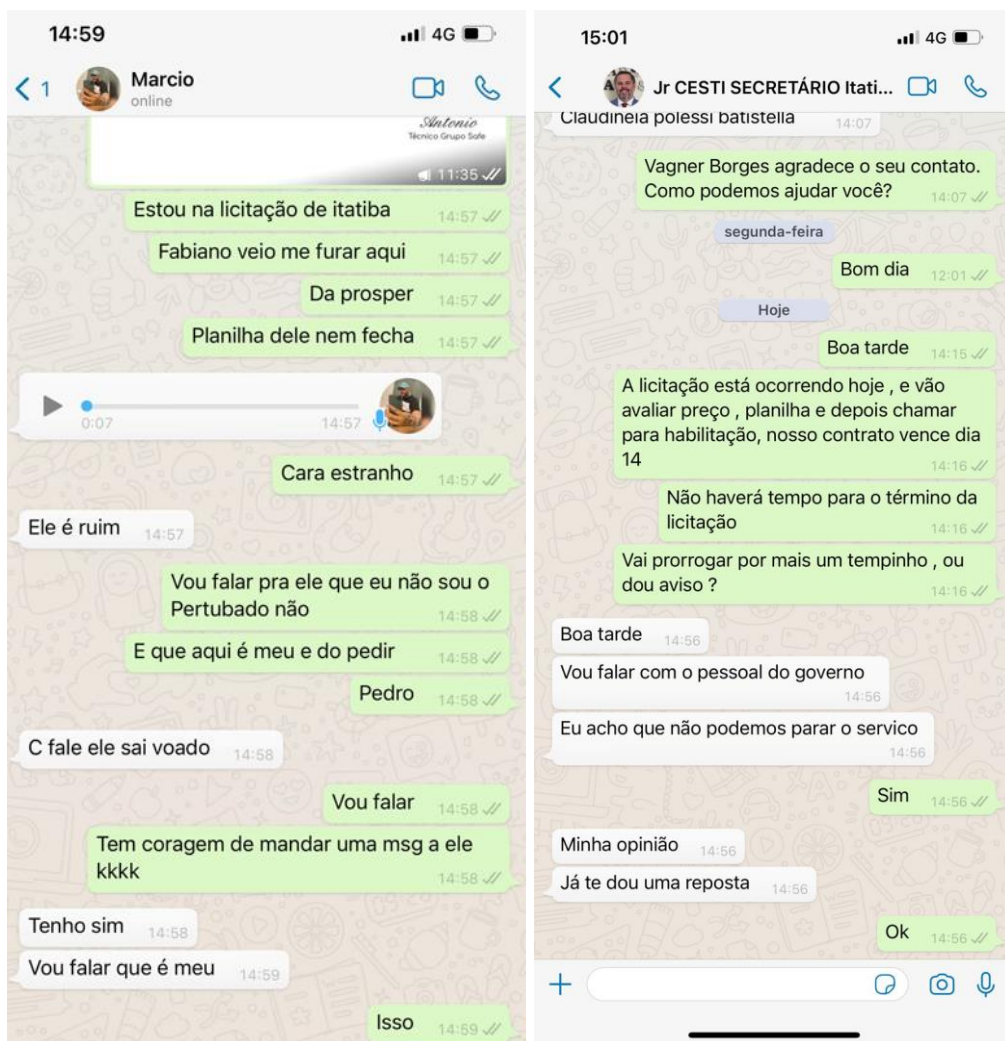 14:59
4G
1
Marcio
online
Antonio
Técnico Grupo Safe
11:35
Estou na licitação de itatiba
14:57
Fabiano veio me furar aqui
14:57
Da prosper
14:57
Planilha dele nem fecha
14:57
0:07
14:57
Cara estranho
14:57
Ele é ruim
14:57
Vou falar pra ele que eu não sou o
Pertubado não
14:58
E que aqui é meu e do pedir
14:58
Pedro
14:58
C fale ele sai voado
14:58
Vou falar
14:58
Tem coragem de mandar uma msg a ele
kkkk
14:58
Tenho sim
14:58
Vou falar que é meu
14:59
Isso
14:59
15:01
4G
Jr CESTI SECRETÁRIO Itati...
Claudineia polessi batistella
14:07
Vagner Borges agradece o seu contato.
Como podemos ajudar você?
14:07
segunda-feira
Bom dia
12:01
Hoje
Boa tarde
14:15
A licitação está ocorrendo hoje , e vão
avaliar preço , planilha e depois chamar
para habilitação, nosso contrato vence dia
14
14:16
Não haverá tempo para o término da
licitação
14:16
Vai prorrogar por mais um tempinho , ou
dou aviso ?
14:16
Boa tarde
14:56
Vou falar com o pessoal do governo
14:56
Eu acho que não podemos parar o servico
14:56
Sim
14:56
Minha opinião
14:56
Já te dou uma reposta
14:56
Ok
14:56